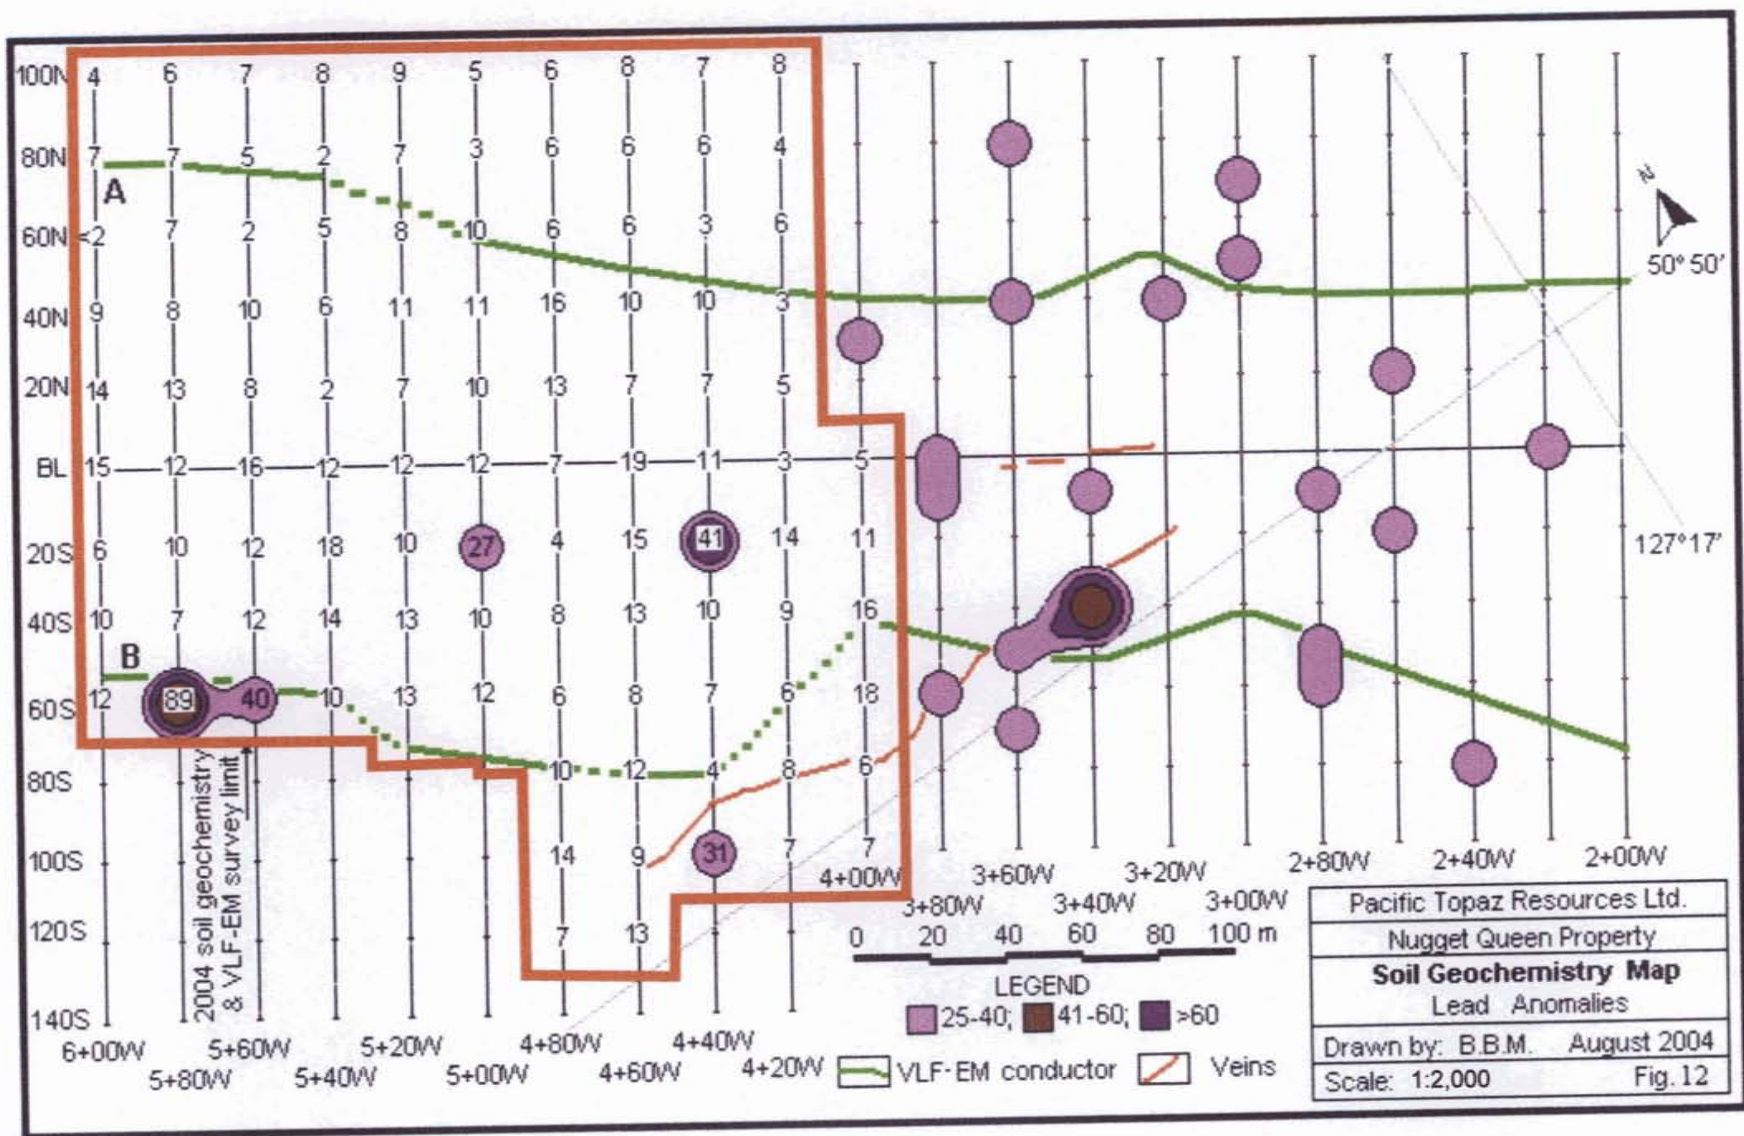 100N 4 6 7 8 9 5 6 8 7 8
80N 7 7 5 2 7 3 6 6 6 4
A
60N <2 7 2 5 8 10 6 6 3 6
N
50° 50'
40N 9 8 10 6 11 11 16 10 10 3
20N 14 13 8 2 7 10 13 7 7 5
BL 15 12 16 12 12 12 7 19 11 3 5
20S 6 10 12 18 10 27 4 15 41 14 11
127° 17'
40S 10 7 12 14 13 10 8 13 10 9 16
B
60S 12 89 40 10 13 12 6 8 7 6 18
80S 10 12 4 8 6
100S 14 9 31 7 7
120S 7 13
140S
2004 soil geochemistry
& VLF-EM survey limit
6+00W 5+60W 5+20W 4+80W 4+40W
5+80W 5+40W 5+00W 4+60W 4+20W
4+00W 3+60W 3+20W 2+80W 2+40W 2+00W
3+80W 3+40W 3+00W
0 20 40 60 80 100 m
LEGEND
25-40; 41-60; >60
VLF-EM conductor Veins
Pacific Topaz Resources Ltd.
Nugget Queen Property
Soil Geochemistry Map
Lead Anomalies
Drawn by: B.B.M. August 2004
Scale: 1:2,000 Fig. 12